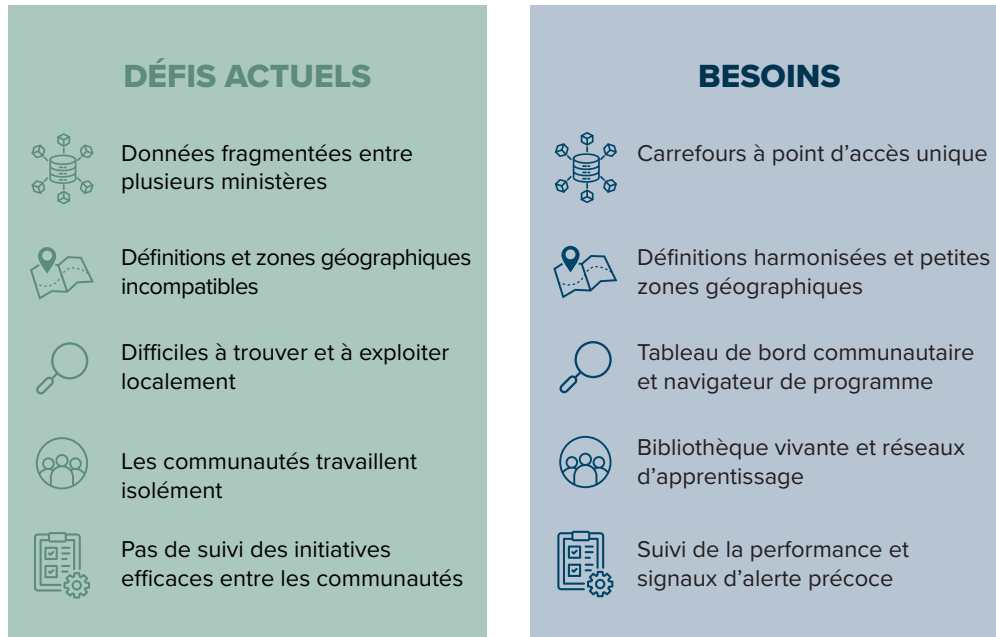 DÉFIS ACTUELS
Données fragmentées entre
plusieurs ministères
Définitions et zones géographiques
incompatibles
Difficiles à trouver et à exploiter
localement
Les communautés travaillent
isolément
Pas de suivi des initiatives
efficaces entre les communautés
BESOINS
Carrefours à point d’accès unique
Définitions harmonisées et petites
zones géographiques
Tableau de bord communautaire
et navigateur de programme
Bibliothèque vivante et réseaux
d’apprentissage
Suivi de la performance et
signaux d’alerte précoce